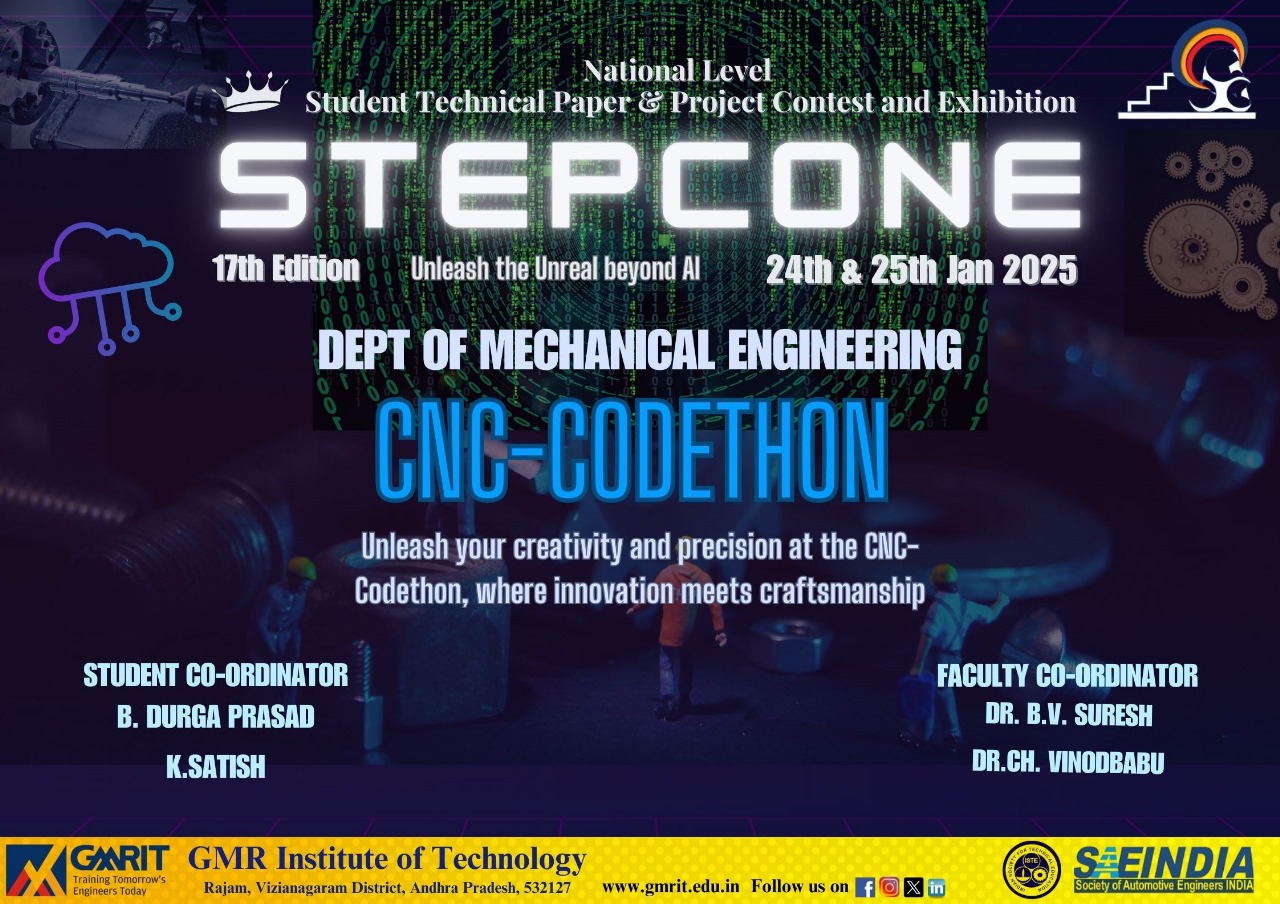 National Level
Student Technical Paper & Project Contest and Exhibition
STEPCONE
17th Edition
Unleash the Unreal beyond AI
24th & 25th Jan 2025
DEPT OF MECHANICAL ENGINEERING
CNC-CODETHON
Unleash your creativity and precision at the CNC-
Codethon, where innovation meets craftsmanship
STUDENT CO-ORDINATOR
B. DURGA PRASAD
K.SATISH
FACULTY CO-ORDINATOR
DR. B.V. SURESH
DR.CH. VINODBABU
GMRIT
Training Tomorrow's
Engineers Today
GMR Institute of Technology
Rajam, Vizianagaram District, Andhra Pradesh, 532127
www.gmrit.edu.in Follow us on
ISTE
SAEINDIA
Society of Automotive Engineers INDIA